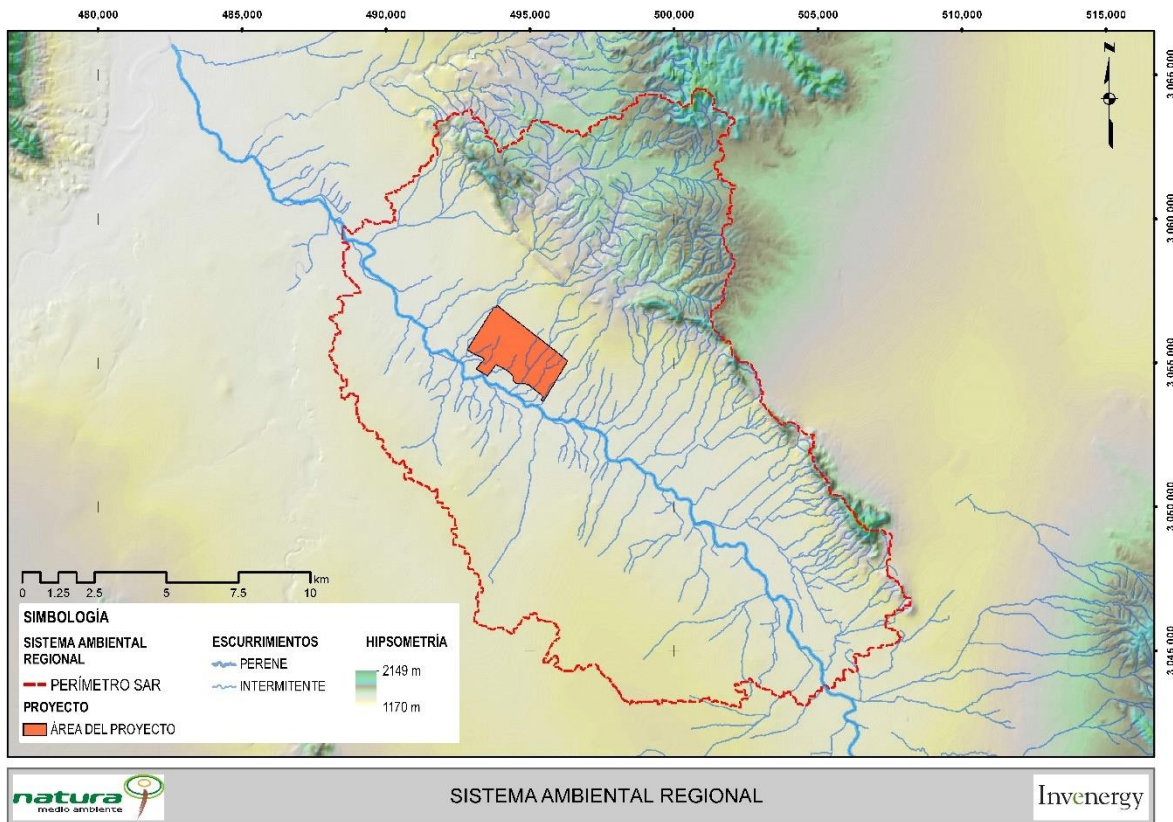 480,000 485,000 490,000 495,000 500,000 505,000 510,000 515,000
N
3,065,000
3,060,000
3,055,000
3,050,000
3,045,000
0 1.25 2.5 5 7.5 10
km
SIMBOLOGÍA
SISTEMA AMBIENTAL
REGIONAL
PERÍMETRO SAR
PROYECTO
ÁREA DEL PROYECTO
ESCURRIMIENTOS
PERENE
INTERMITENTE
HIPSOMETRÍA
2149 m
1170 m
natura
medio ambiente
SISTEMA AMBIENTAL REGIONAL
Invenergy